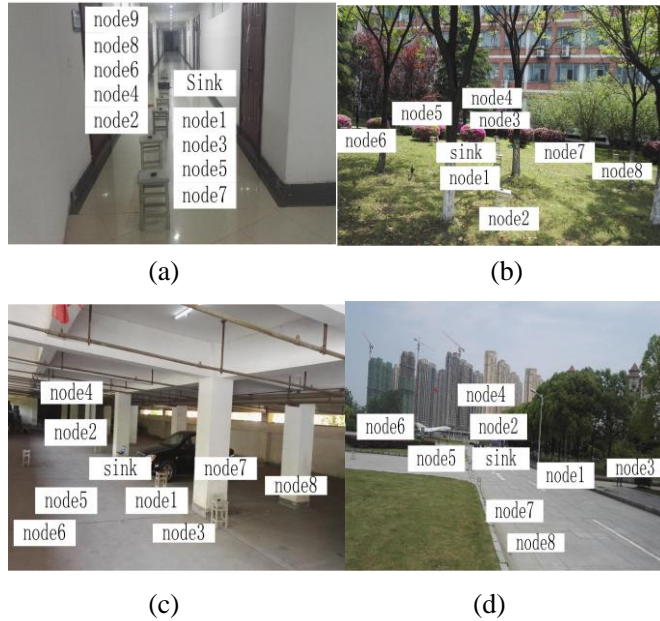 node9
node8
node6
node4
node2
Sink
node1
node3
node5
node7
node4
node5
node3
node6
sink
node7
node1
node8
node2
(a)
(b)
node4
node2
sink
node7
node5
node1
node8
node6
node3
node4
node6
node2
node5
sink
node1
node3
node7
node8
(c)
(d)